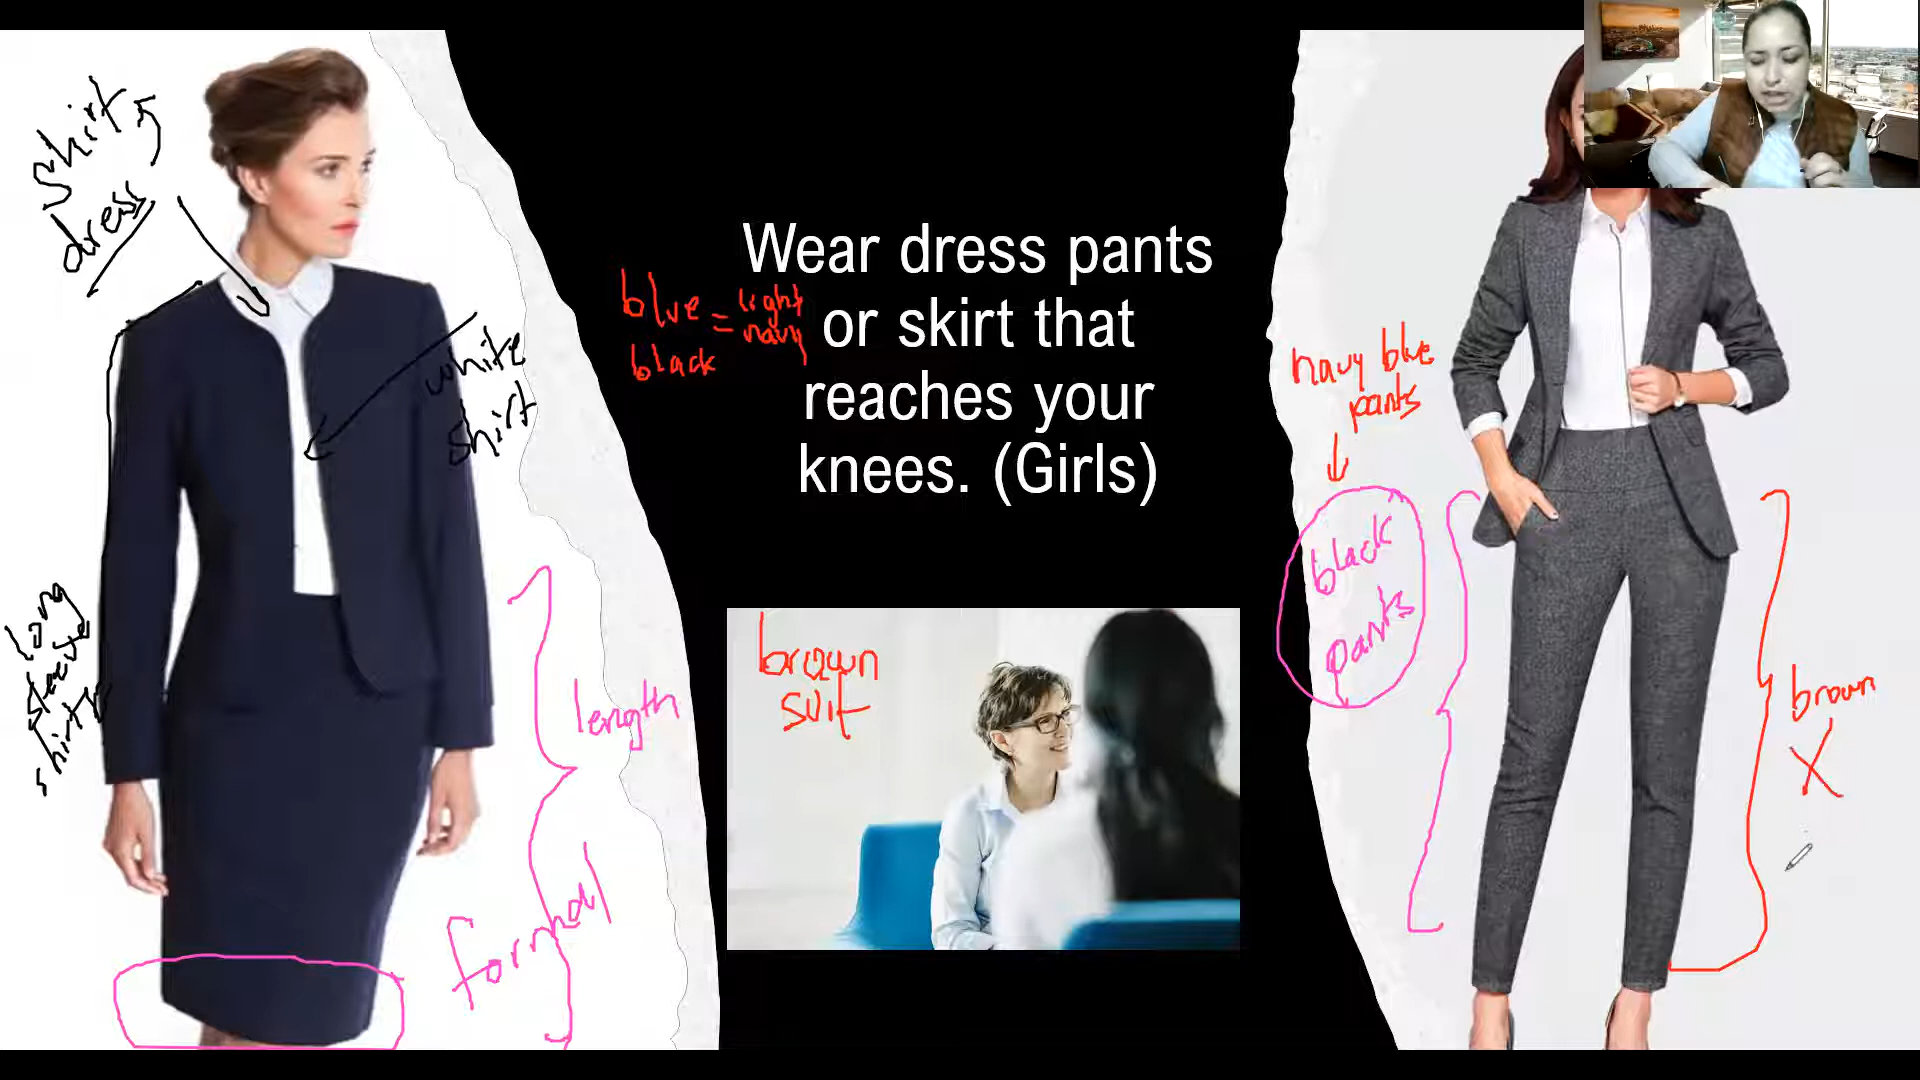 shirt
dress
white
shirt
long
sleeve
shirt
length
formal
blue = light
navy
black
Wear dress pants
or skirt that
reaches your
knees. (Girls)
brown
suit
navy blue
pants
black
pants
brown
X